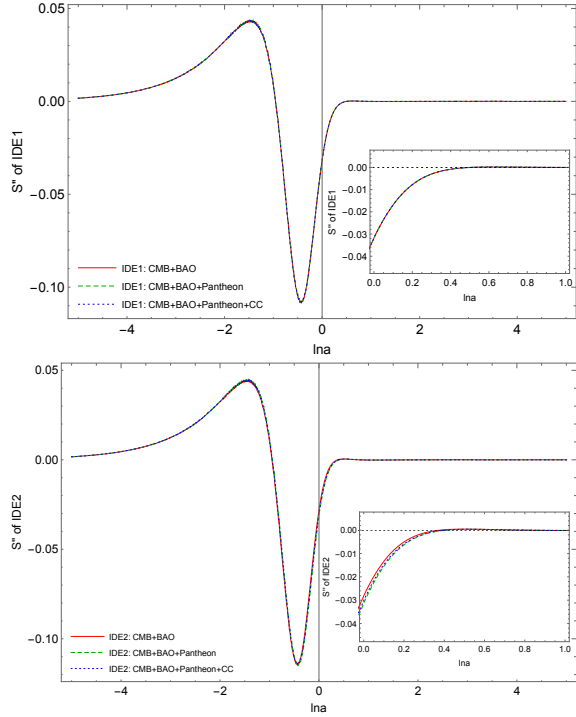 0.05
0.00
−0.05
−0.10
S'' of IDE1
IDE1: CMB+BAO
IDE1: CMB+BAO+Pantheon
IDE1: CMB+BAO+Pantheon+CC
0.00
−0.01
−0.02
−0.03
−0.04
S'' of IDE1
0.0 0.2 0.4 0.6 0.8 1.0
lna
−4 −2 0 2 4
lna
0.05
0.00
−0.05
−0.10
S'' of IDE2
IDE2: CMB+BAO
IDE2: CMB+BAO+Pantheon
IDE2: CMB+BAO+Pantheon+CC
0.00
−0.01
−0.02
−0.03
−0.04
S'' of IDE2
0.0 0.2 0.4 0.6 0.8 1.0
lna
−4 −2 0 2 4
lna